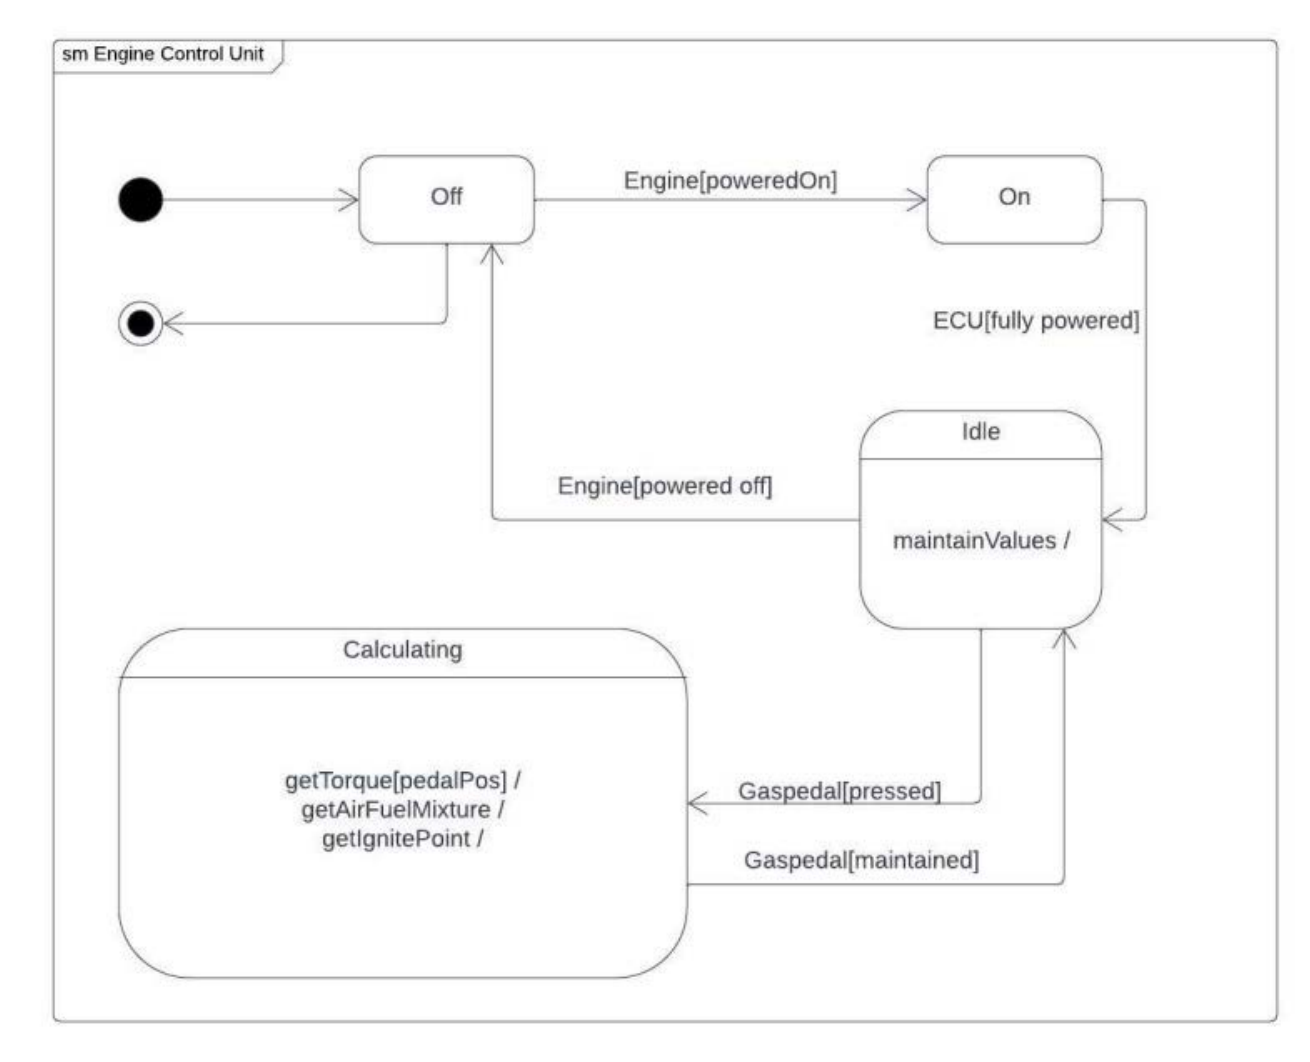 sm Engine Control Unit
Off
Engine[poweredOn]
On
ECU[fully powered]
Idle
Engine[powered off]
maintainValues /
Calculating
getTorque[pedalPos] /
getAirFuelMixture /
getIgnitePoint /
Gaspedal[pressed]
Gaspedal[maintained]